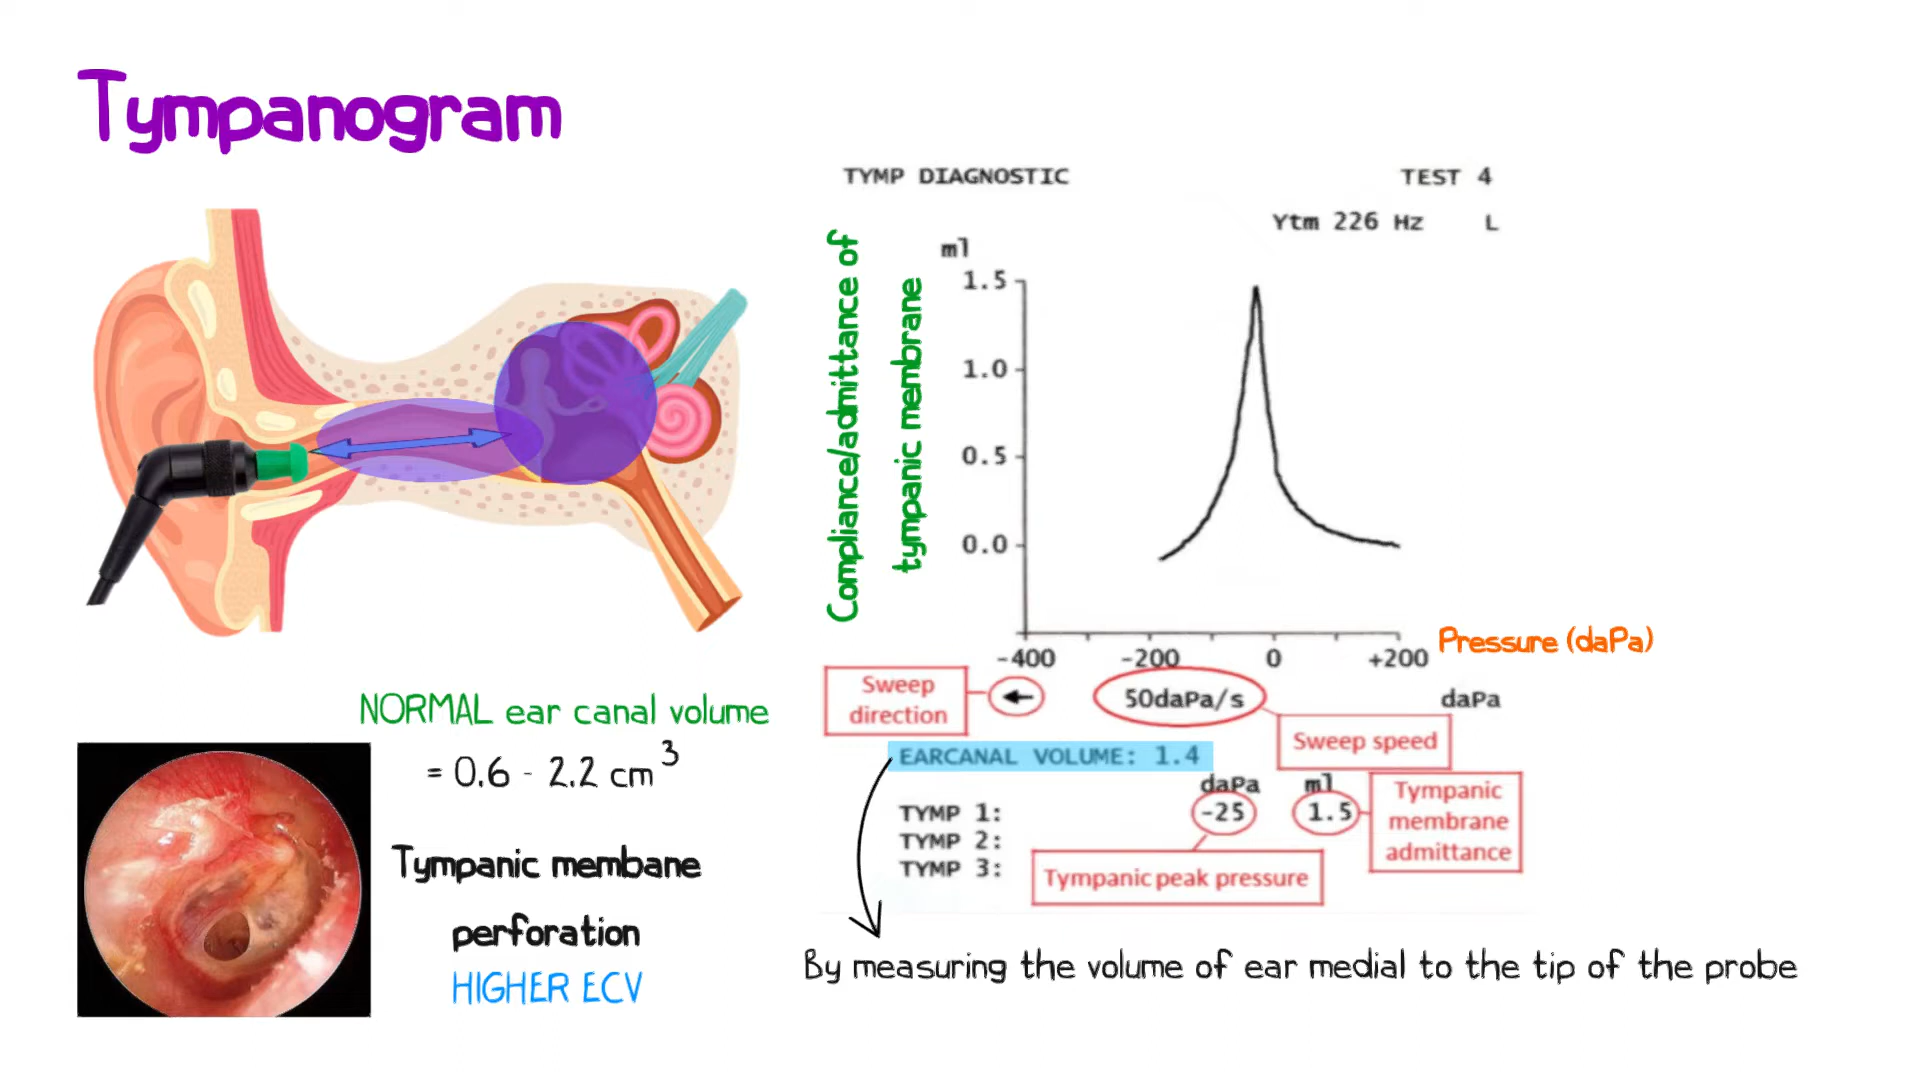 Tympanogram
TYMP DIAGNOSTIC
TEST 4
Ytm 226 Hz L
ml
1.5
1.0
0.5
0.0
Compliance/admittance of
tympanic membrane
-400 -200 0 +200
Pressure (daPa)
Sweep
direction
50daPa/s
daPa
Sweep speed
EARCANAL VOLUME: 1.4
daPa ml
TYMP 1: -25 1.5
TYMP 2:
TYMP 3:
Tympanic
membrane
admittance
Tympanic peak pressure
By measuring the volume of ear medial to the tip of the probe
NORMAL ear canal volume
= 0.6 - 2.2 cm³
Tympanic membane
perforation
HIGHER ECV